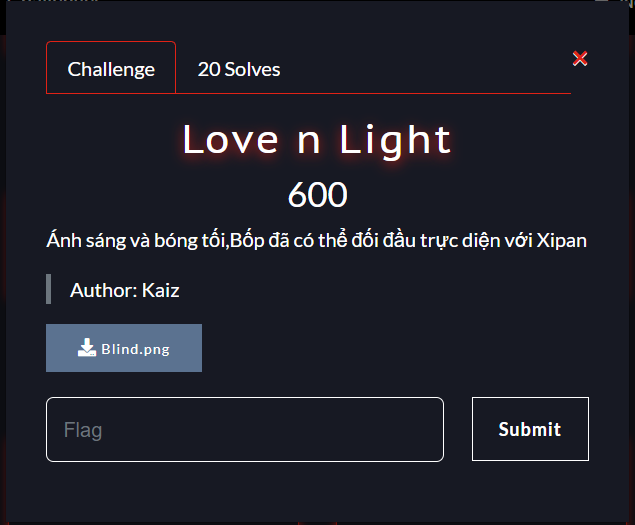 Challenge
20 Solves
Love n Light
600
Ánh sáng và bóng tối,Bốp đã có thể đối đầu trực diện với Xipan
Author: Kaiz
Blind.png
Flag
Submit